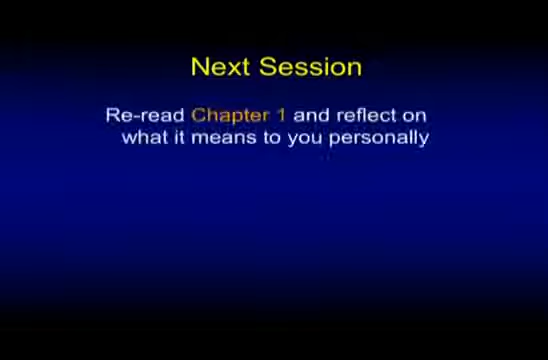 Next Session
Re-read Chapter 1 and reflect on
what it means to you personally